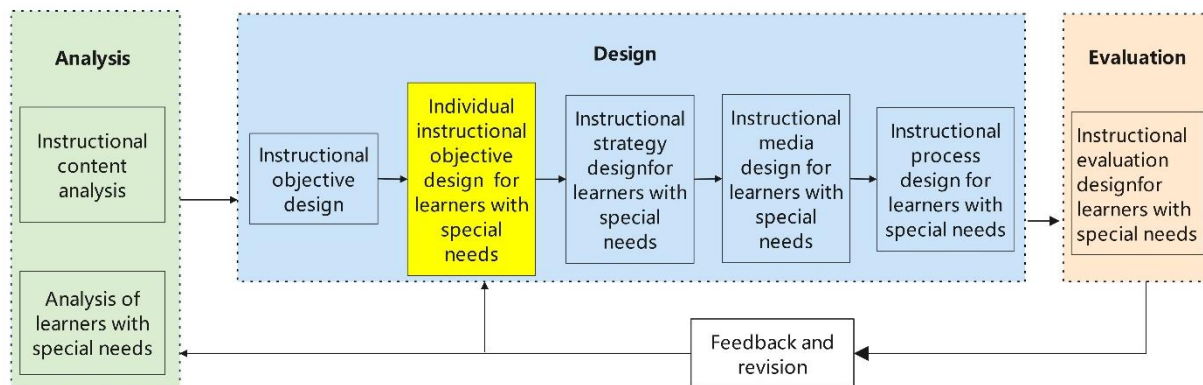 Analysis
Instructional
content
analysis
Analysis of
learners with
special needs
Design
Instructional
objective
design
Individual
instructional
objective
design for
learners with
special
needs
Instructional
strategy
designfor
learners with
special
needs
Instructional
media
design for
learners with
special
needs
Instructional
process
design for
learners with
special needs
Evaluation
Instructional
evaluation
designfor
learners with
special needs
Feedback and
revision